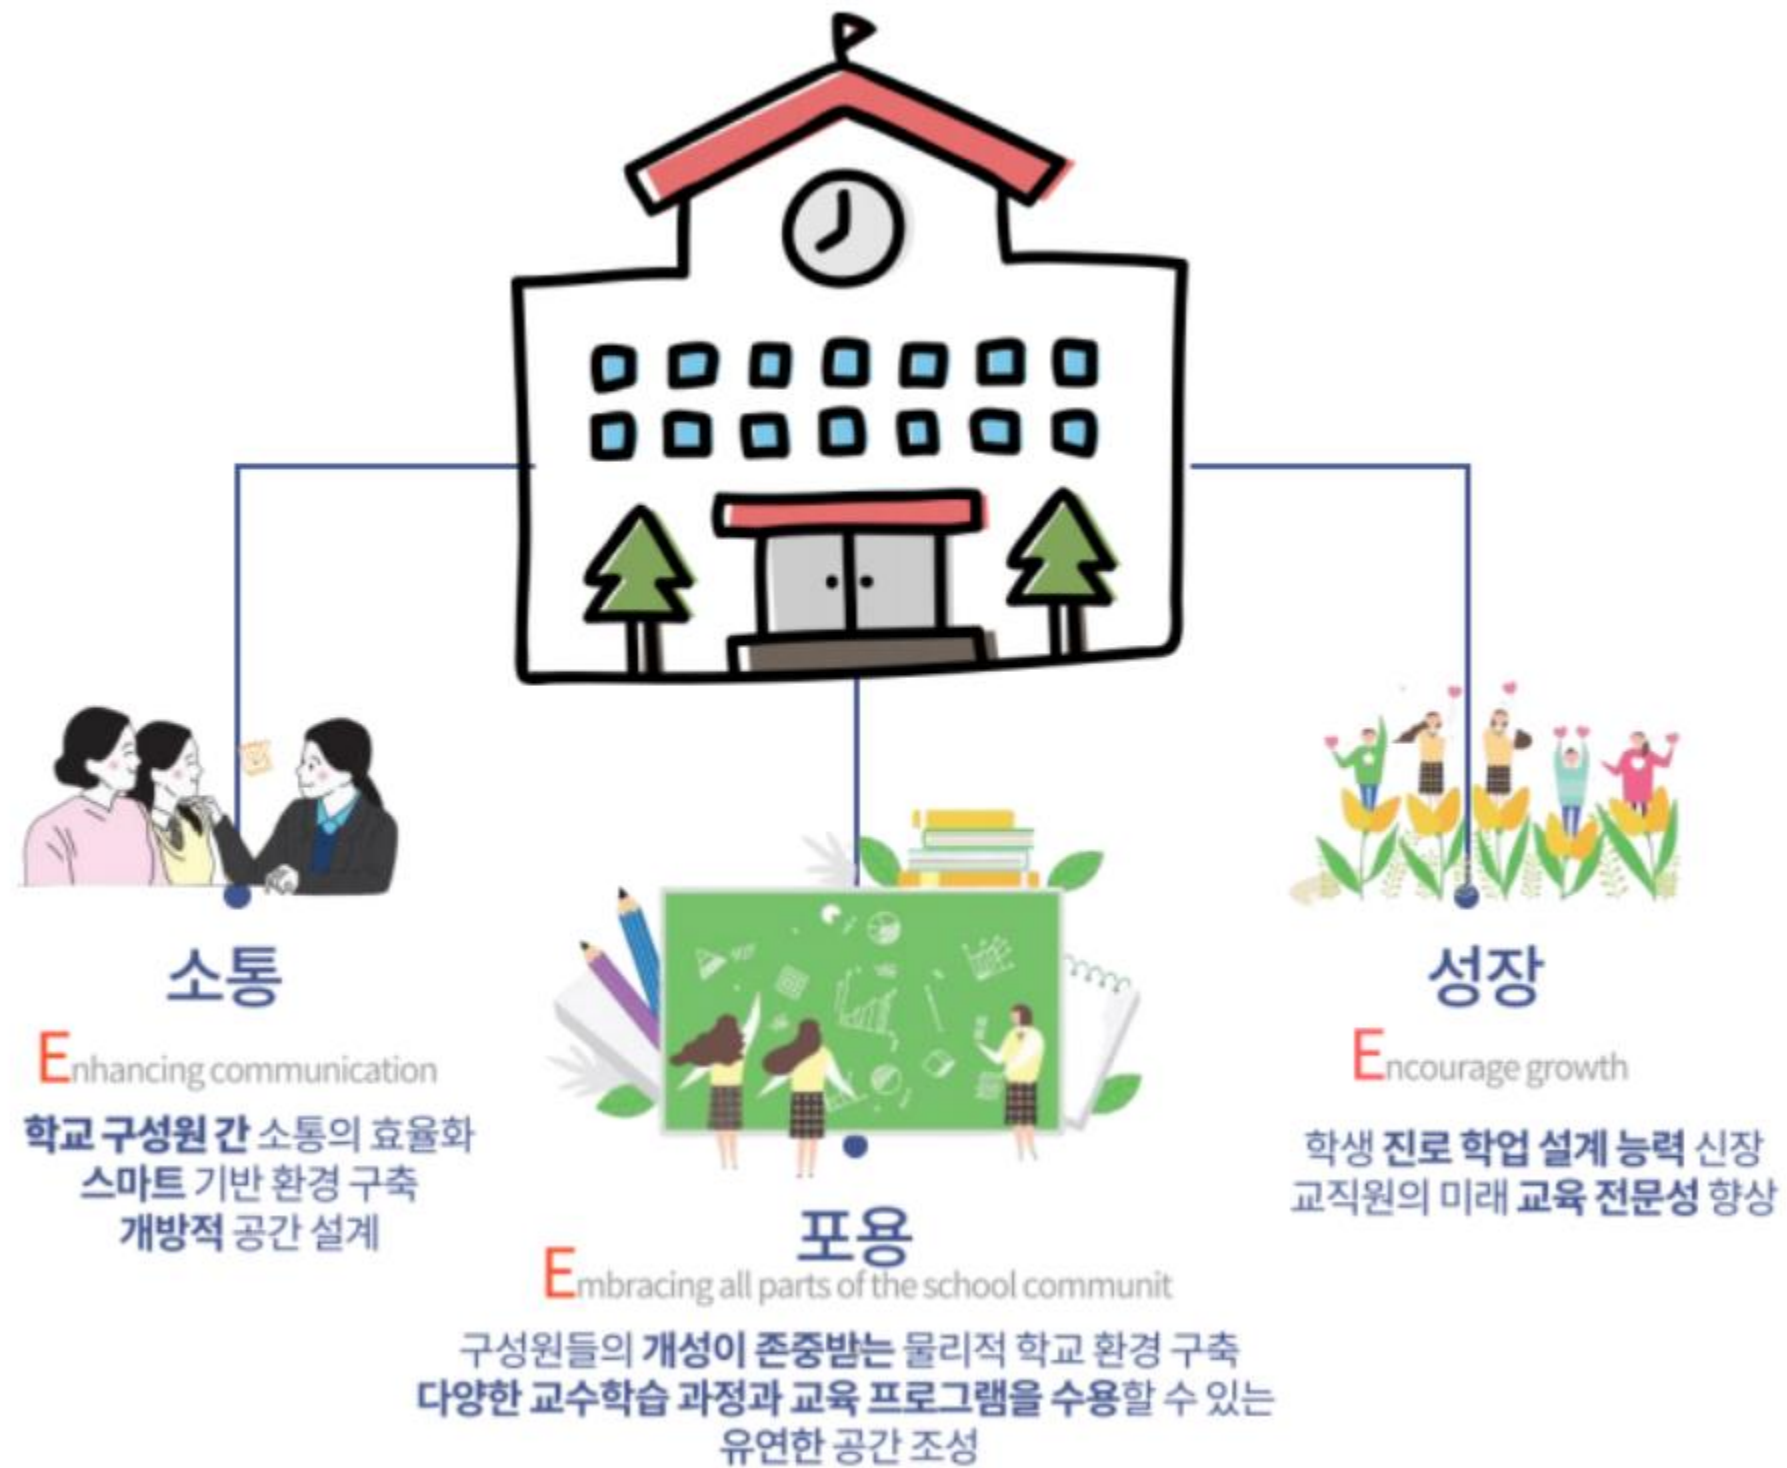 소통
Enhancing communication
학교 구성원 간 소통의 효율화
스마트 기반 환경 구축
개방적 공간 설계
포용
Embracing all parts of the school communit
구성원들의 개성이 존중받는 물리적 학교 환경 구축
다양한 교수학습 과정과 교육 프로그램을 수용할 수 있는
유연한 공간 조성
성장
Encourage growth
학생 진로 학업 설계 능력 신장
교직원의 미래 교육 전문성 향상